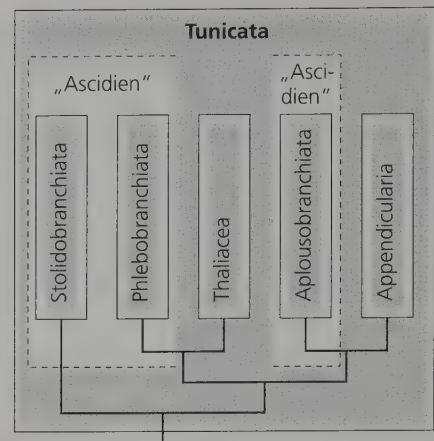 Tunicata
„Ascidien“
„Asci-
dien“
Stolidobranchiata
Phlebobranchiata
Thaliacea
Aplousobranchiata
Appendicularia